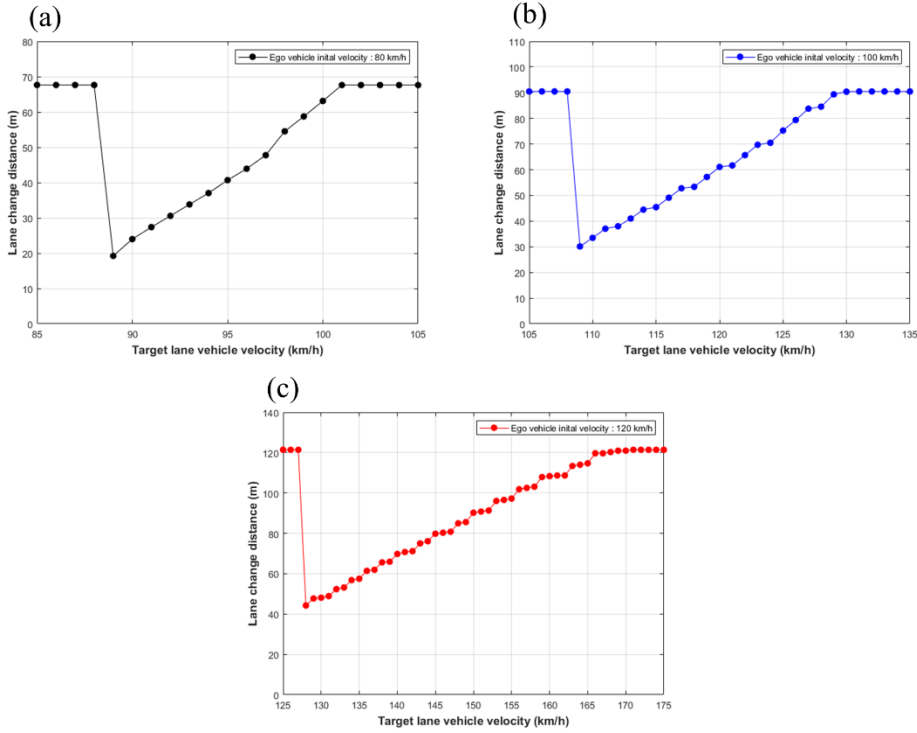 (a)
Ego vehicle inital velocity : 80 km/h
Lane change distance (m)
80
70
60
50
40
30
20
10
0
85 90 95 100 105
Target lane vehicle velocity (km/h)
(b)
Ego vehicle inital velocity : 100 km/h
Lane change distance (m)
110
100
90
80
70
60
50
40
30
20
10
0
105 110 115 120 125 130 135
Target lane vehicle velocity (km/h)
(c)
Ego vehicle inital velocity : 120 km/h
Lane change distance (m)
140
120
100
80
60
40
20
0
125 130 135 140 145 150 155 160 165 170 175
Target lane vehicle velocity (km/h)